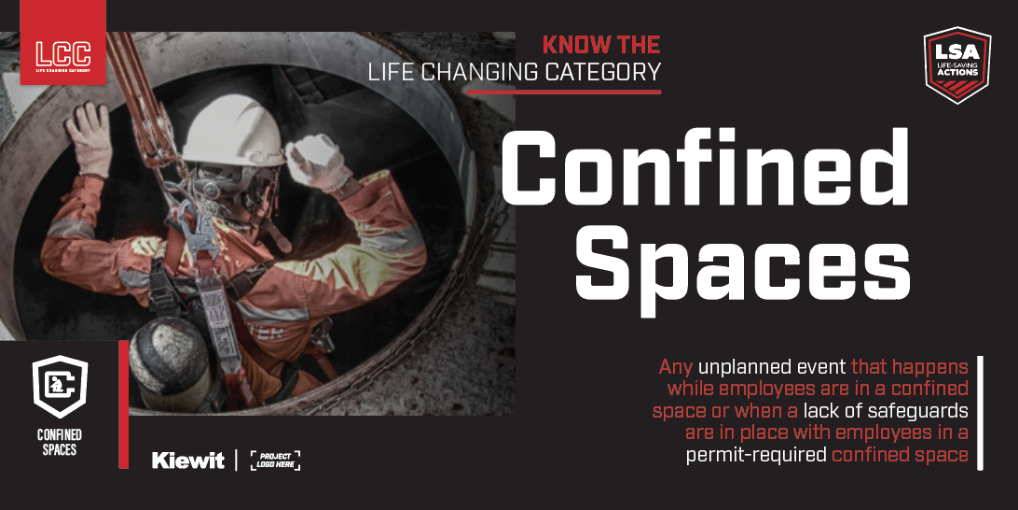 LCC
LIFE CHANGING CATEGORY
KNOW THE
LIFE CHANGING CATEGORY
LSA
LIFE-SAVING
ACTIONS
Confined
Spaces
Any unplanned event that happens
while employees are in a confined
space or when a lack of safeguards
are in place with employees in a
permit-required confined space
CONFINED
SPACES
Kiewit
PROJECT
LOGO HERE